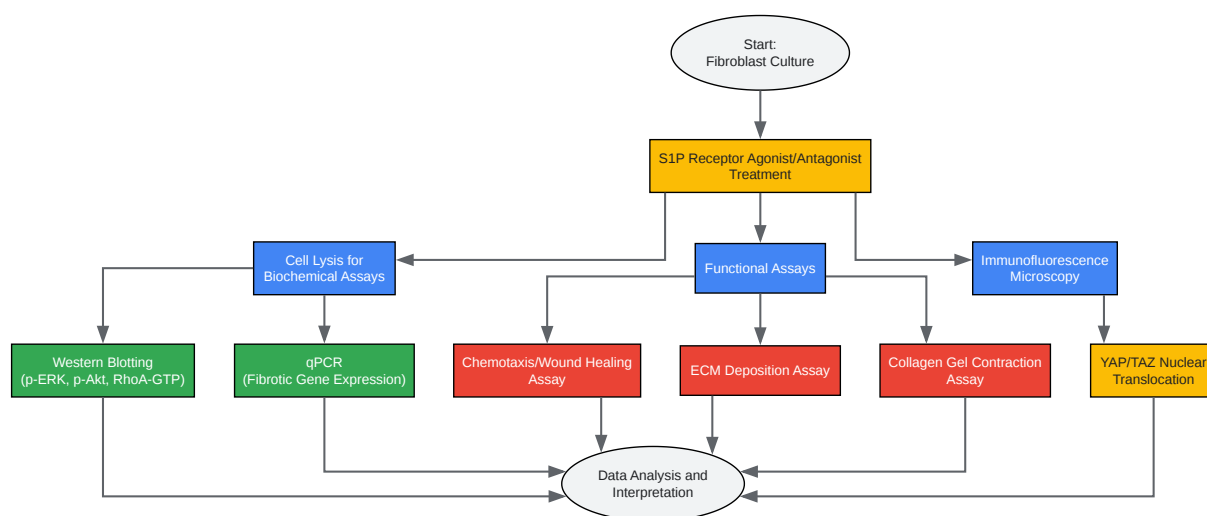 Start:
Fibroblast Culture
S1P Receptor Agonist/Antagonist
Treatment
Cell Lysis for
Biochemical Assays
Functional Assays
Immunofluorescence
Microscopy
Western Blotting
(p-ERK, p-Akt, RhoA-GTP)
qPCR
(Fibrotic Gene Expression)
Chemotaxis/Wound Healing
Assay
ECM Deposition Assay
Collagen Gel Contraction
Assay
YAP/TAZ Nuclear
Translocation
Data Analysis and
Interpretation